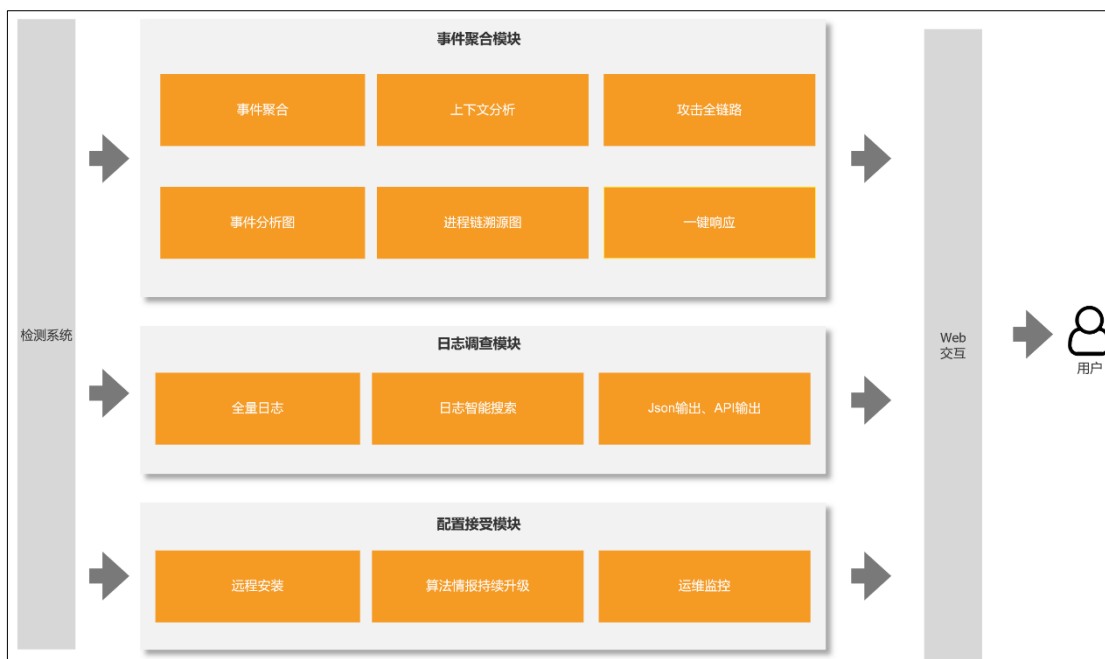 事件聚合模块
事件聚合
上下文分析
攻击全链路
事件分析图
进程链溯源图
一键响应
检测系统
日志调查模块
全量日志
日志智能搜索
Json输出、API输出
配置接受模块
远程安装
算法情报持续升级
运维监控
Web
交互
用户